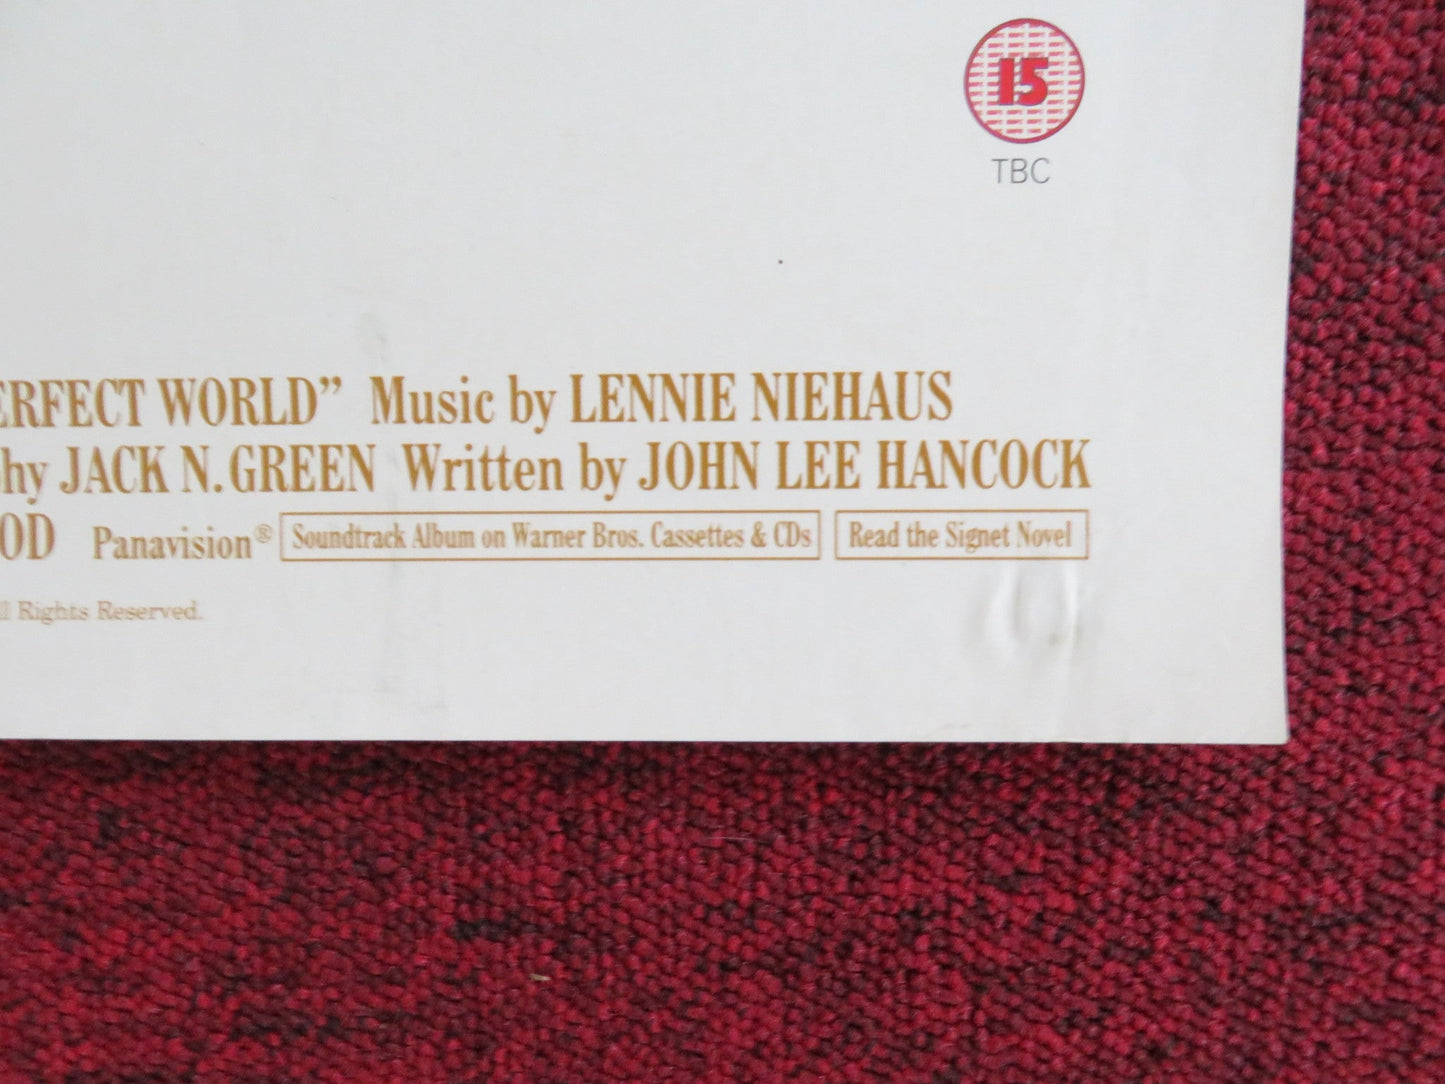 15
TBC
ERFECT WORLD” Music by LENNIE NIEHAUS
hy JACK N. GREEN Written by JOHN LEE HANCOCK
OD Panavision® Soundtrack Album on Warner Bros. Cassettes & CDs Read the Signet Novel
ll Rights Reserved.